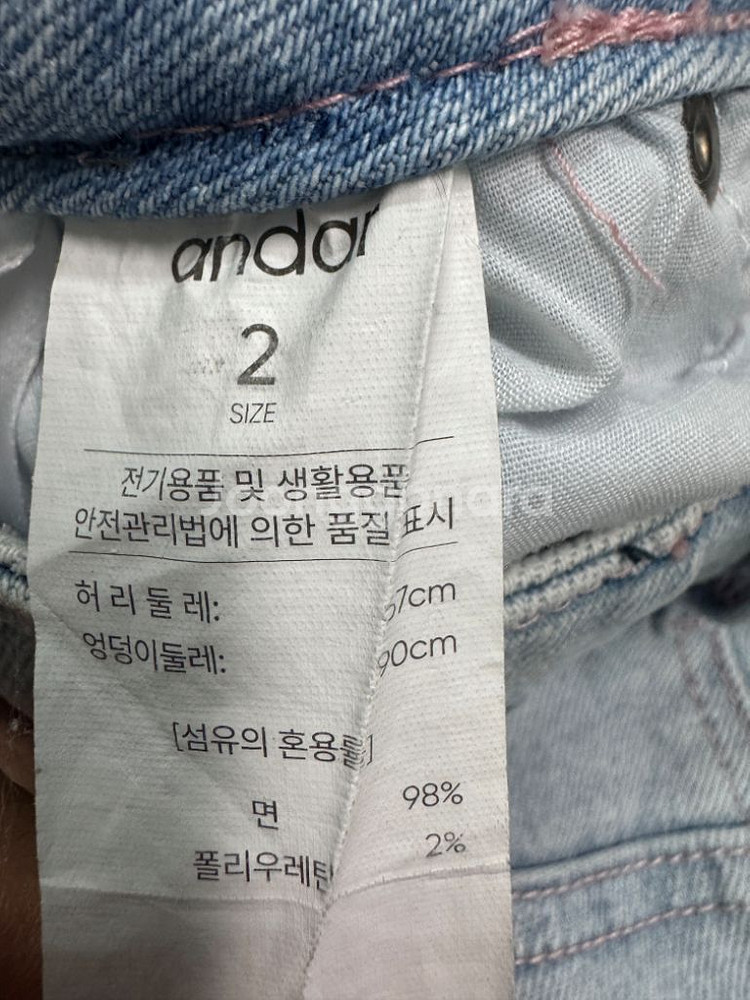 andar
2
SIZE
전기용품 및 생활용품
안전관리법에 의한 품질 표시
허리둘레:
엉덩이둘레: 90cm
[섬유의 혼용률]
면 98%
폴리우레탄 2%